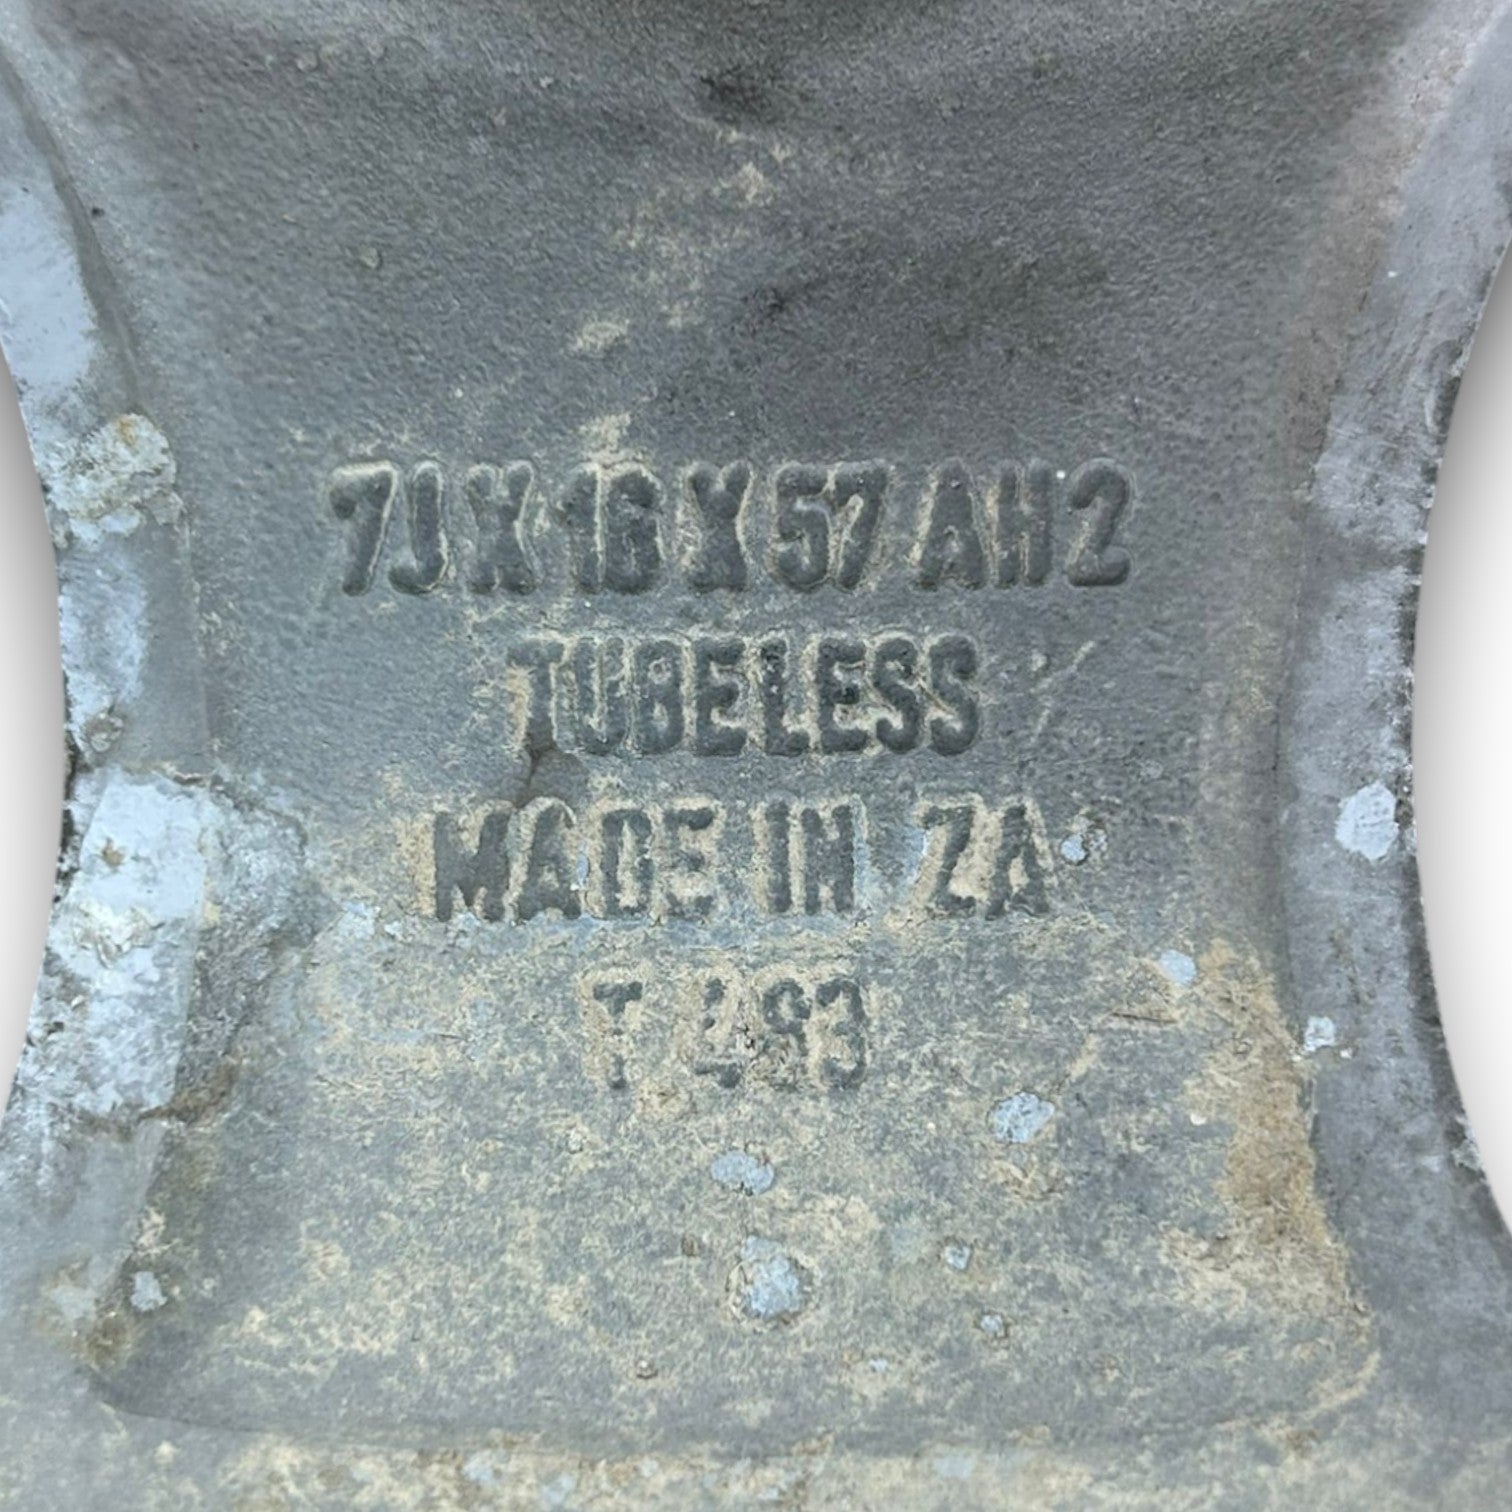 7J X 16 X 57 AH2
TUBELESS
MADE IN ZA
T 493